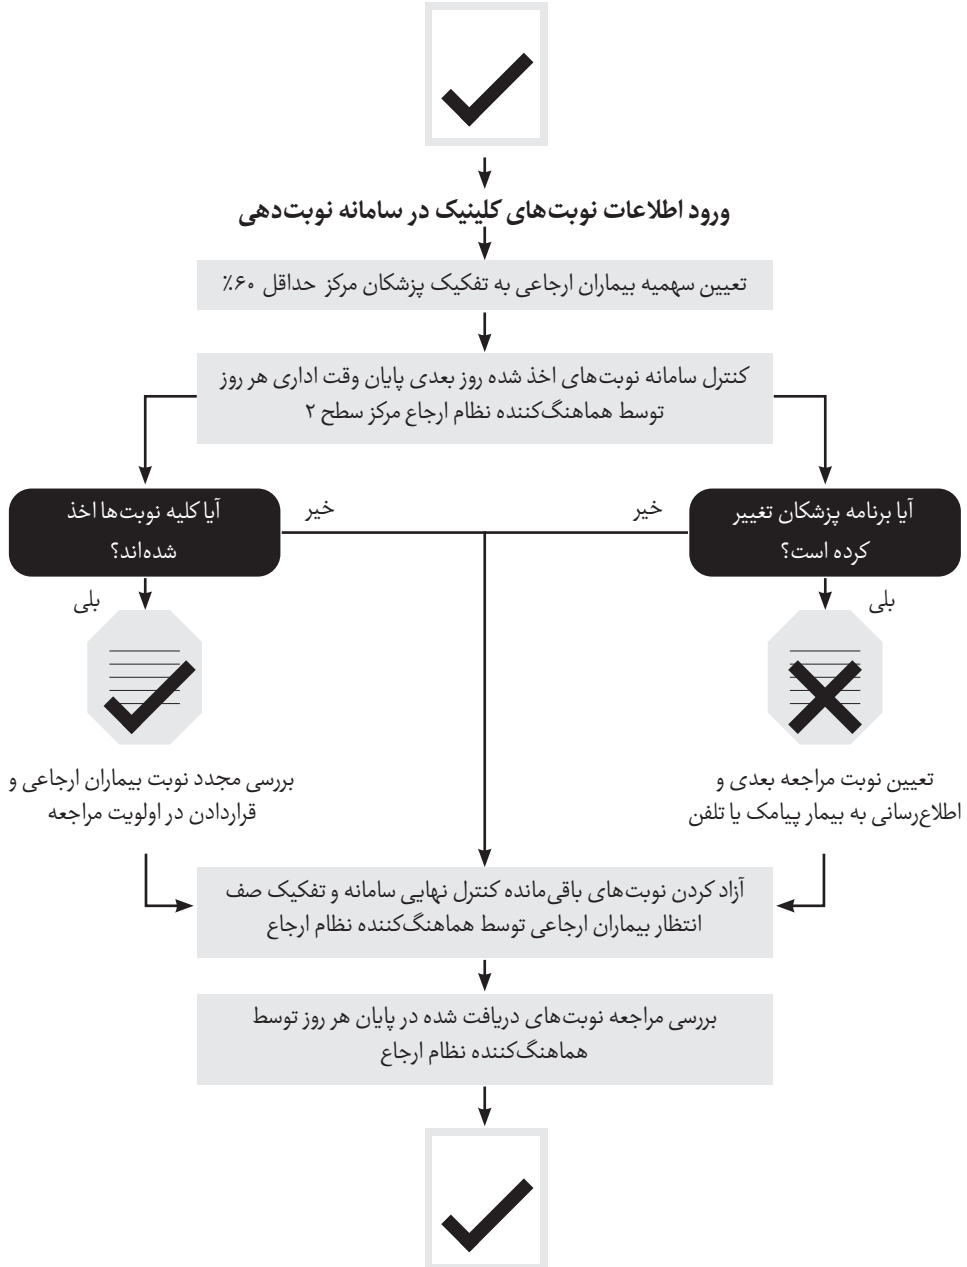 ورود اطلاعات نوبت‌های کلینیک در سامانه نوبت‌دهی
تعیین سهمیه بیماران ارجاعی به تفکیک پزشکان مرکز حداقل ۶۰٪
کنترل سامانه نوبت‌های اخذ شده روز بعدی پایان وقت اداری هر روز
توسط هماهنگ‌کننده نظام ارجاع مرکز سطح ۲
آیا برنامه پزشکان تغییر
کرده است؟
خیر
خیر
آیا کلیه نوبت‌ها اخذ
شده‌اند؟
بلی
بلی
تعیین نوبت مراجعه بعدی و
اطلاع‌رسانی به بیمار پیامک یا تلفن
بررسی مجدد نوبت بیماران ارجاعی و
قراردادن در اولویت مراجعه
آزاد کردن نوبت‌های باقی‌مانده کنترل نهایی سامانه و تفکیک صف
انتظار بیماران ارجاعی توسط هماهنگ‌کننده نظام ارجاع
بررسی مراجعه نوبت‌های دریافت شده در پایان هر روز توسط
هماهنگ‌کننده نظام ارجاع